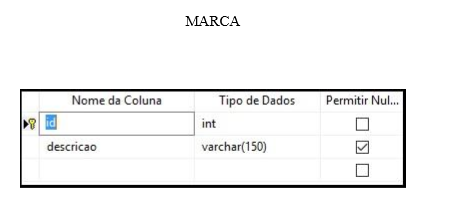 MARCA
Nome da Coluna Tipo de Dados Permitir Nul...
id int
descricao varchar(150)